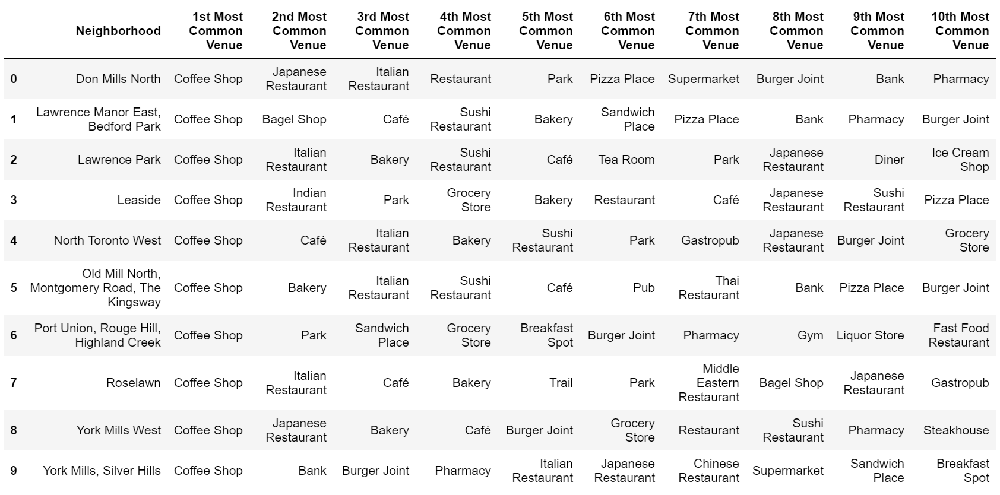 Neighborhood 1st Most Common Venue 2nd Most Common Venue 3rd Most Common Venue 4th Most Common Venue 5th Most Common Venue 6th Most Common Venue 7th Most Common Venue 8th Most Common Venue 9th Most Common Venue 10th Most Common Venue
0 Don Mills North Coffee Shop Japanese Restaurant Italian Restaurant Restaurant Park Pizza Place Supermarket Burger Joint Bank Pharmacy
1 Lawrence Manor East, Bedford Park Coffee Shop Bagel Shop Café Sushi Restaurant Bakery Sandwich Place Pizza Place Bank Pharmacy Burger Joint
2 Lawrence Park Coffee Shop Italian Restaurant Bakery Sushi Restaurant Café Tea Room Park Japanese Restaurant Diner Ice Cream Shop
3 Leaside Coffee Shop Indian Restaurant Park Grocery Store Bakery Restaurant Café Japanese Restaurant Sushi Restaurant Pizza Place
4 North Toronto West Coffee Shop Café Italian Restaurant Bakery Sushi Restaurant Park Gastropub Japanese Restaurant Burger Joint Grocery Store
5 Old Mill North, Montgomery Road, The Kingsway Coffee Shop Bakery Italian Restaurant Sushi Restaurant Café Pub Thai Restaurant Bank Pizza Place Burger Joint
6 Port Union, Rouge Hill, Highland Creek Coffee Shop Park Sandwich Place Grocery Store Breakfast Spot Burger Joint Pharmacy Gym Liquor Store Fast Food Restaurant
7 Roselawn Coffee Shop Italian Restaurant Café Bakery Trail Park Middle Eastern Restaurant Bagel Shop Japanese Restaurant Gastropub
8 York Mills West Coffee Shop Japanese Restaurant Bakery Café Burger Joint Grocery Store Restaurant Sushi Restaurant Pharmacy Steakhouse
9 York Mills, Silver Hills Coffee Shop Bank Burger Joint Pharmacy Italian Restaurant Japanese Restaurant Chinese Restaurant Supermarket Sandwich Place Breakfast Spot